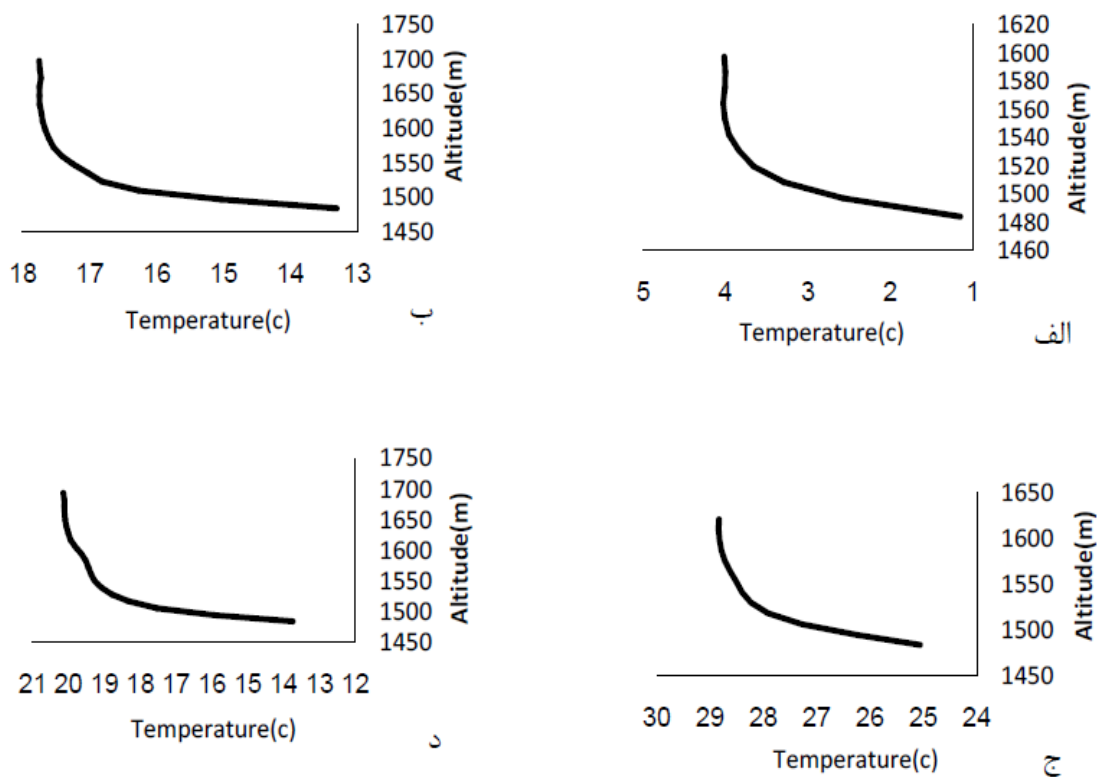 1750
1700
1650
1600
1550
1500
1450
Altitude(m)
18 17 16 15 14 13
Temperature(c)
ب
1620
1600
1580
1560
1540
1520
1500
1480
1460
Altitude(m)
5 4 3 2 1
Temperature(c)
الف
1750
1700
1650
1600
1550
1500
1450
Altitude(m)
21 20 19 18 17 16 15 14 13 12
Temperature(c)
د
1650
1600
1550
1500
1450
Altitude(m)
30 29 28 27 26 25 24
Temperature(c)
ج